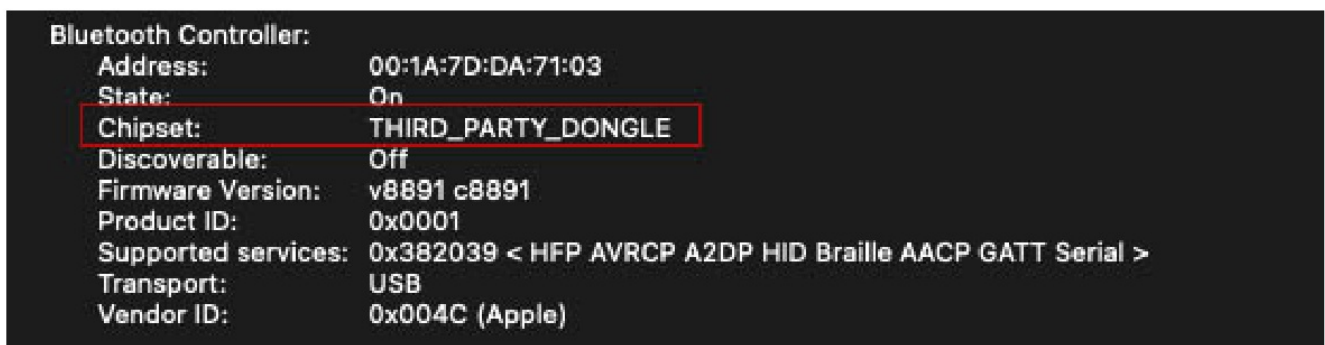 Bluetooth Controller:
Address: 00:1A:7D:DA:71:03
State: On
Chipset: THIRD_PARTY_DONGLE
Discoverable: Off
Firmware Version: v8891 c8891
Product ID: 0x0001
Supported services: 0x382039 < HFP AVRCP A2DP HID Braille AACP GATT Serial >
Transport: USB
Vendor ID: 0x004C (Apple)